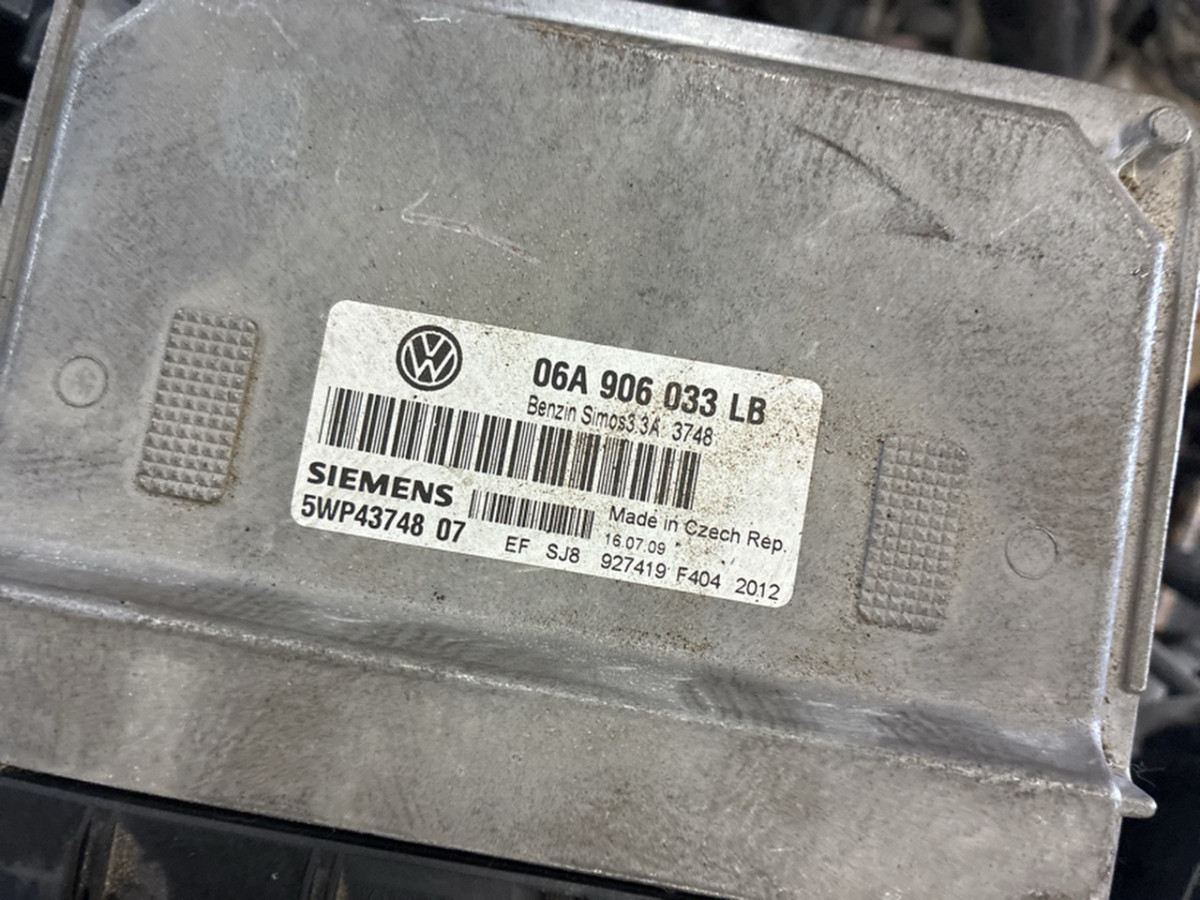 06A 906 033 LB
Benzin Simos3.3A 3748
SIEMENS
5WP43748 07
Made in Czech Rep.
16.07.09
EF SJ8 927419 F404 2012